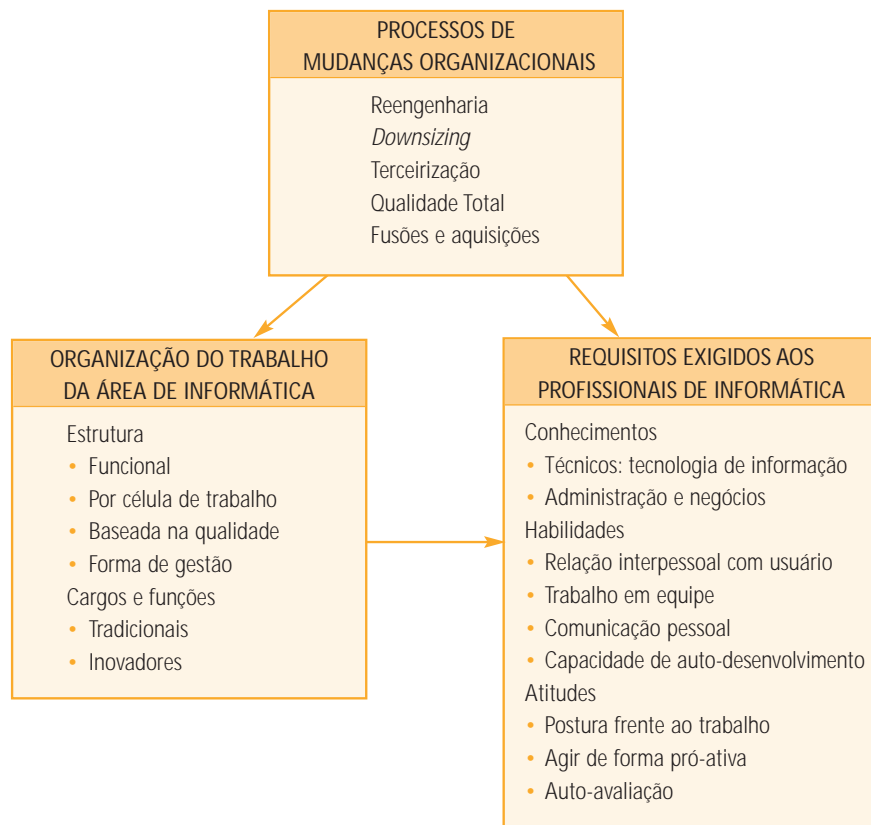 PROCESSOS DE
MUDANÇAS ORGANIZACIONAIS
Reengenharia
Downsizing
Terceirização
Qualidade Total
Fusões e aquisições
ORGANIZAÇÃO DO TRABALHO
DA ÁREA DE INFORMÁTICA
Estrutura
• Funcional
• Por célula de trabalho
• Baseada na qualidade
• Forma de gestão
Cargos e funções
• Tradicionais
• Inovadores
REQUISITOS EXIGIDOS AOS
PROFISSIONAIS DE INFORMÁTICA
Conhecimentos
• Técnicos: tecnologia de informação
• Administração e negócios
Habilidades
• Relação interpessoal com usuário
• Trabalho em equipe
• Comunicação pessoal
• Capacidade de auto-desenvolvimento
Atitudes
• Postura frente ao trabalho
• Agir de forma pró-ativa
• Auto-avaliação